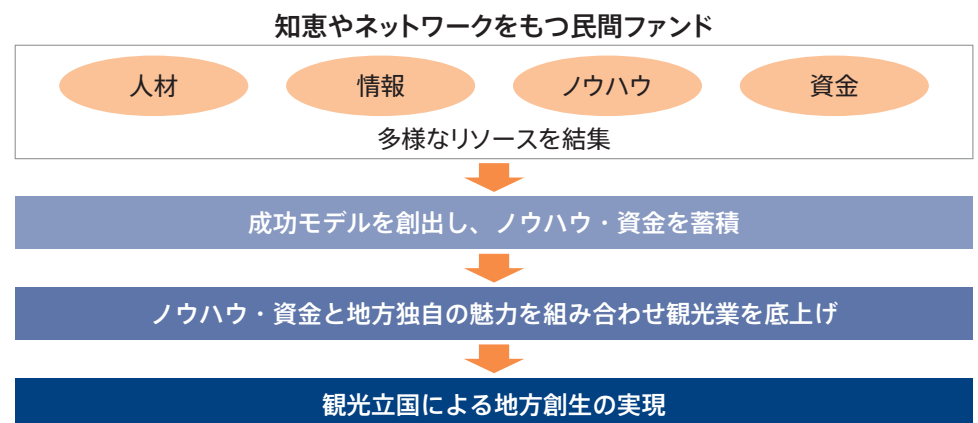 知恵やネットワークをもつ民間ファンド
人材 情報 ノウハウ 資金
多様なリソースを結集
成功モデルを創出し、ノウハウ・資金を蓄積
ノウハウ・資金と地方独自の魅力を組み合わせ観光業を底上げ
観光立国による地方創生の実現